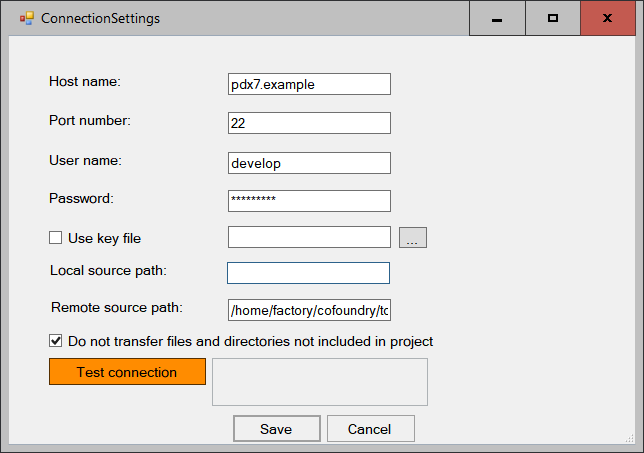 ConnectionSettings
Host name: pdx7.example
Port number: 22
User name: develop
Password: *********
Use key file ...
Local source path:
Remote source path: /home/factory/cofoundry/tc
Do not transfer files and directories not included in project
Test connection
Save Cancel